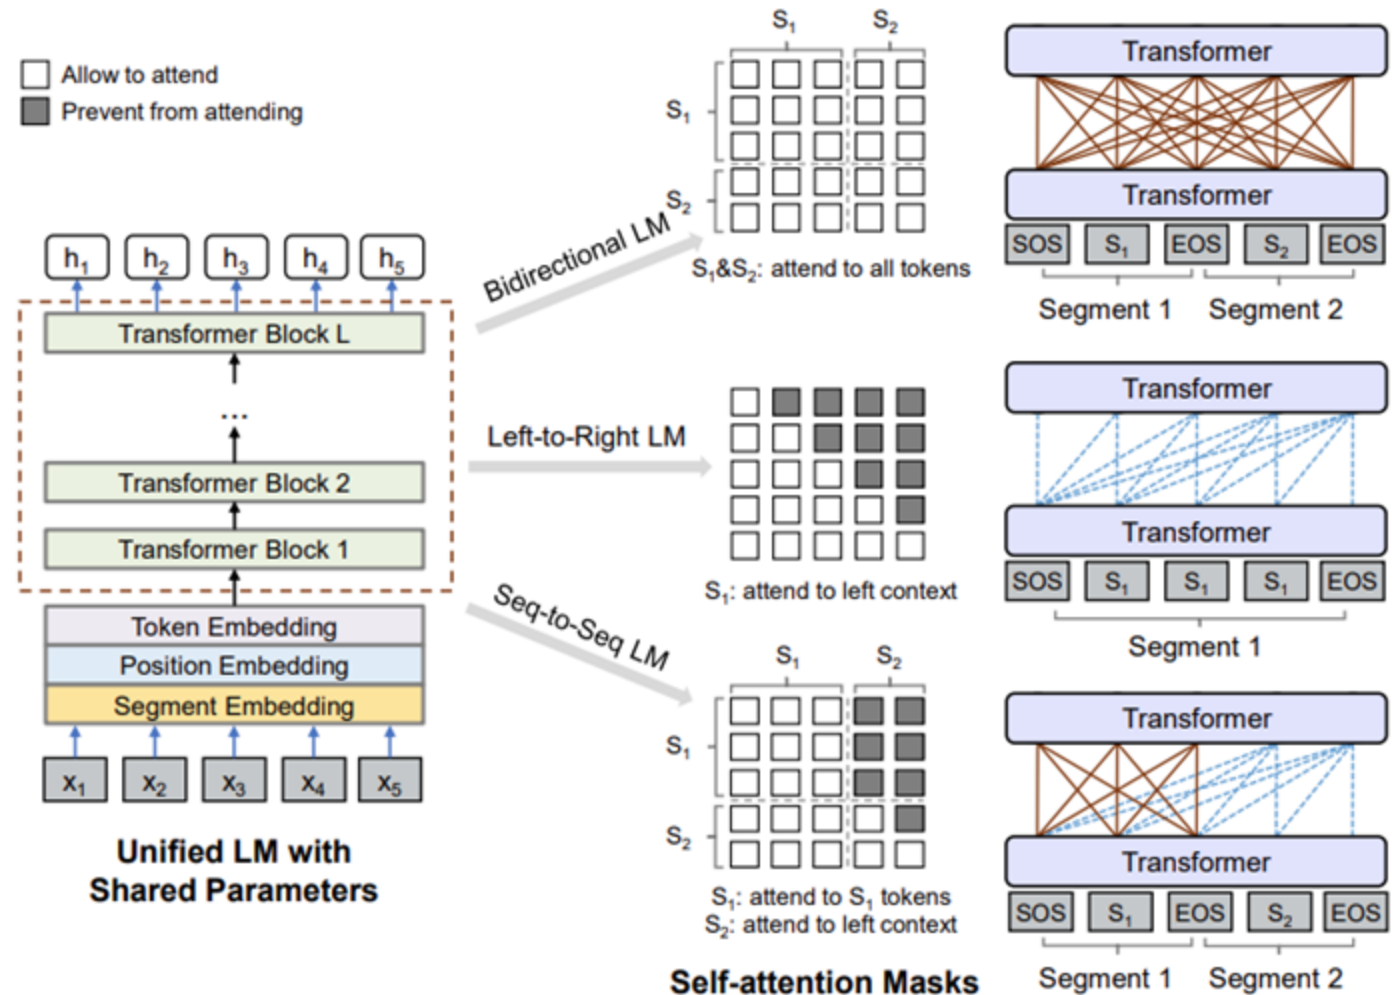 Allow to attend
Prevent from attending
h1 h2 h3 h4 h5
Transformer Block L
...
Transformer Block 2
Transformer Block 1
Token Embedding
Position Embedding
Segment Embedding
x1 x2 x3 x4 x5
Unified LM with
Shared Parameters
Bidirectional LM
Left-to-Right LM
Seq-to-Seq LM
S1 S2
S1
S2
S1&S2: attend to all tokens
S1: attend to left context
S1 S2
S1
S2
S1: attend to S1 tokens
S2: attend to left context
Self-attention Masks
Transformer
Transformer
SOS S1 EOS S2 EOS
Segment 1 Segment 2
Transformer
Transformer
SOS S1 S1 S1 EOS
Segment 1
Transformer
Transformer
SOS S1 EOS S2 EOS
Segment 1 Segment 2